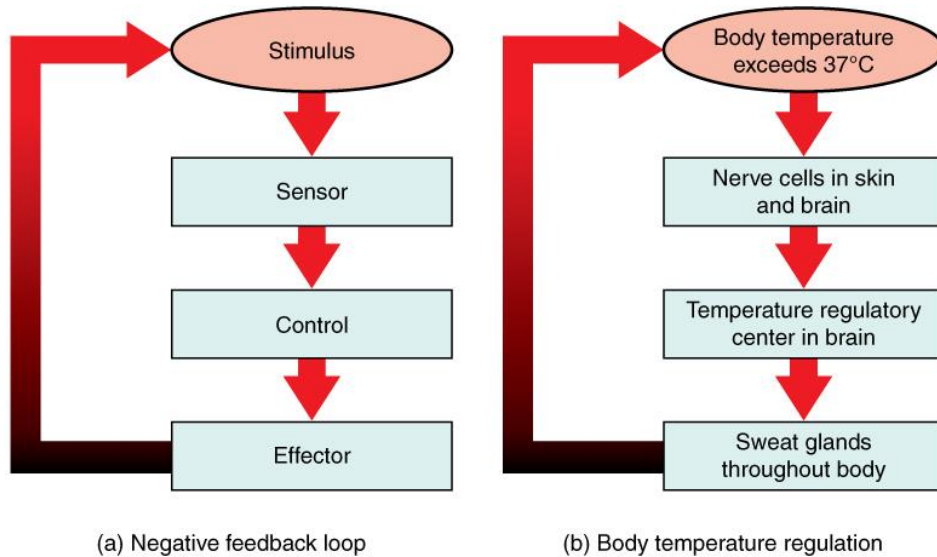 Stimulus
Sensor
Control
Effector
(a) Negative feedback loop
Body temperature
exceeds 37°C
Nerve cells in skin
and brain
Temperature regulatory
center in brain
Sweat glands
throughout body
(b) Body temperature regulation